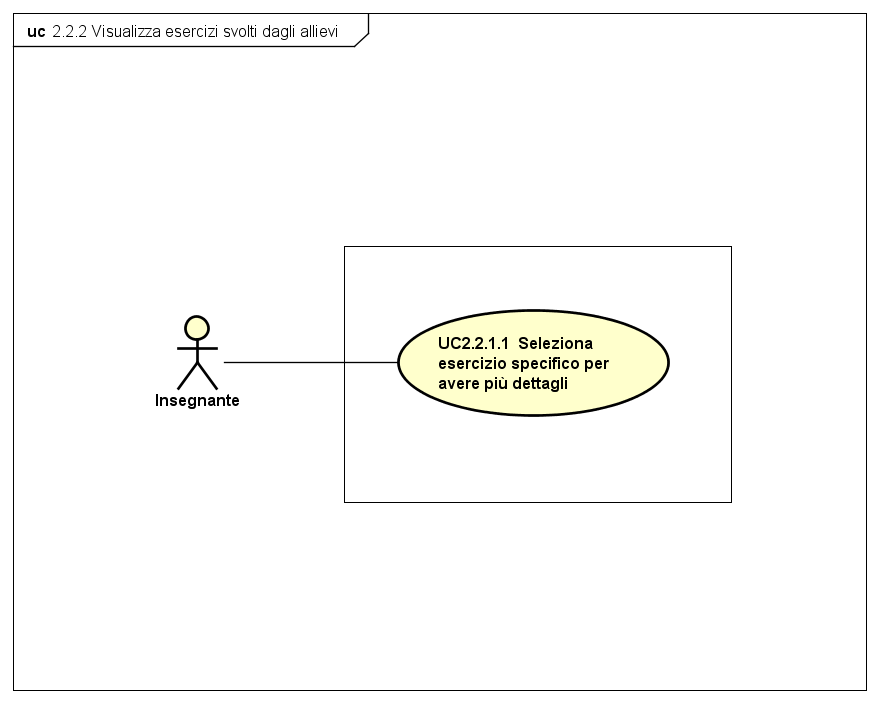 uc 2.2.2 Visualizza esercizi svolti dagli allievi
UC2.2.1.1 Seleziona
esercizio specifico per
avere più dettagli
Insegnante